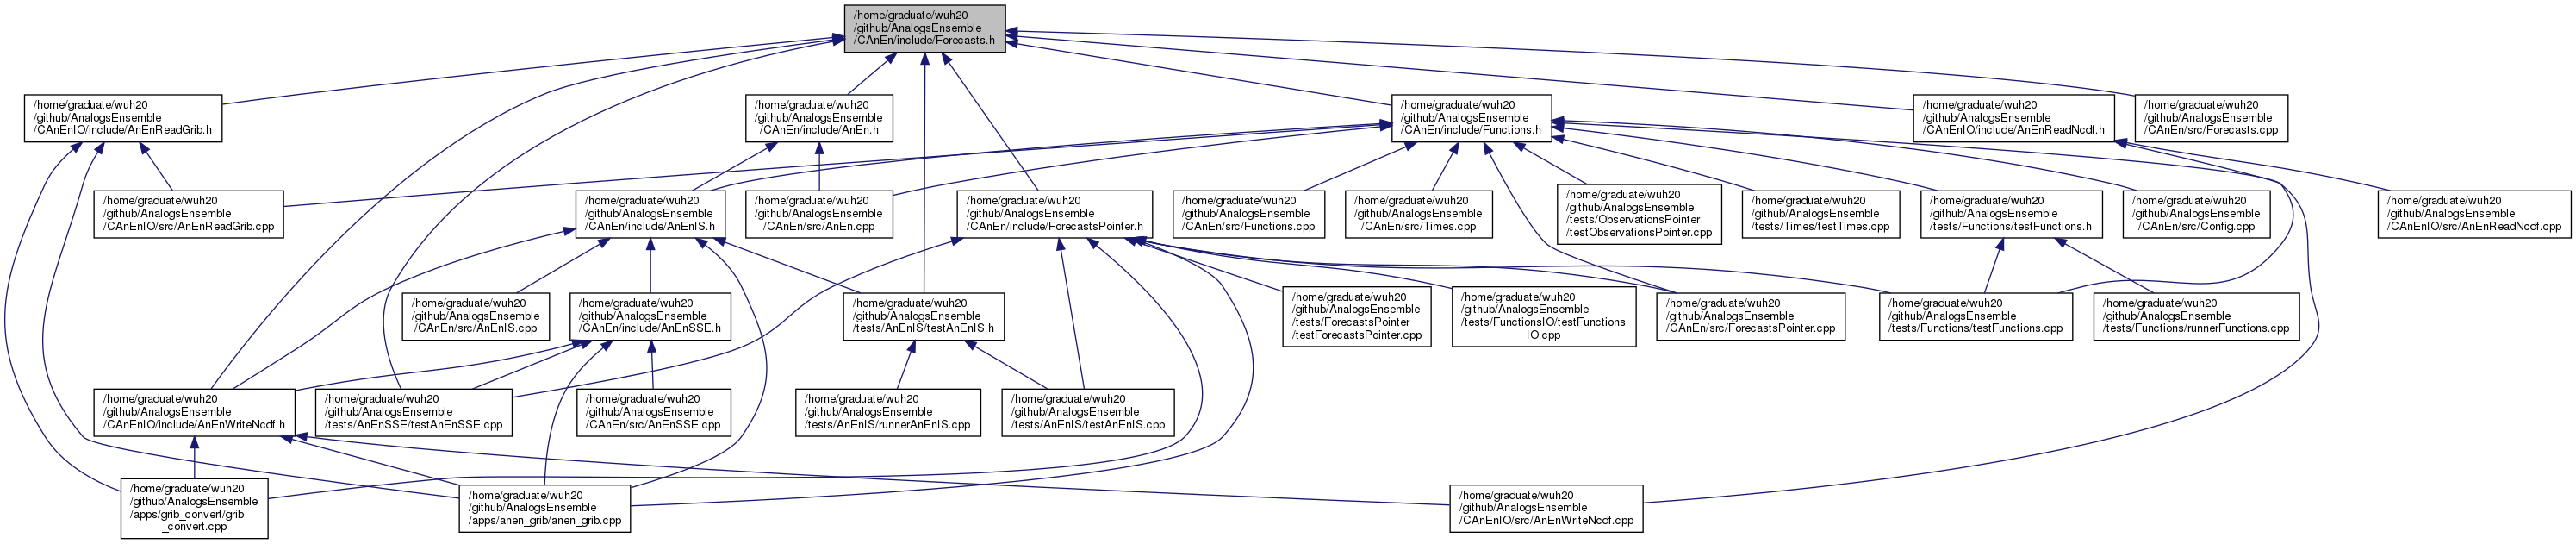 /home/graduate/wuh20
/github/AnalogsEnsemble
/CAnEn/include/Forecasts.h
/home/graduate/wuh20
/github/AnalogsEnsemble
/CAnEnIO/include/AnEnReadGrib.h
/home/graduate/wuh20
/github/AnalogsEnsemble
/CAnEn/include/AnEn.h
/home/graduate/wuh20
/github/AnalogsEnsemble
/CAnEn/include/Functions.h
/home/graduate/wuh20
/github/AnalogsEnsemble
/CAnEnIO/include/AnEnReadNcdf.h
/home/graduate/wuh20
/github/AnalogsEnsemble
/CAnEn/src/Forecasts.cpp
/home/graduate/wuh20
/github/AnalogsEnsemble
/CAnEnIO/src/AnEnReadGrib.cpp
/home/graduate/wuh20
/github/AnalogsEnsemble
/CAnEn/include/AnEnIS.h
/home/graduate/wuh20
/github/AnalogsEnsemble
/CAnEn/src/AnEn.cpp
/home/graduate/wuh20
/github/AnalogsEnsemble
/CAnEn/include/ForecastsPointer.h
/home/graduate/wuh20
/github/AnalogsEnsemble
/CAnEn/src/Functions.cpp
/home/graduate/wuh20
/github/AnalogsEnsemble
/CAnEn/src/Times.cpp
/home/graduate/wuh20
/github/AnalogsEnsemble
/tests/ObservationsPointer
/testObservationsPointer.cpp
/home/graduate/wuh20
/github/AnalogsEnsemble
/tests/Times/testTimes.cpp
/home/graduate/wuh20
/github/AnalogsEnsemble
/tests/Functions/testFunctions.h
/home/graduate/wuh20
/github/AnalogsEnsemble
/CAnEn/src/Config.cpp
/home/graduate/wuh20
/github/AnalogsEnsemble
/CAnEnIO/src/AnEnReadNcdf.cpp
/home/graduate/wuh20
/github/AnalogsEnsemble
/CAnEn/src/AnEnIS.cpp
/home/graduate/wuh20
/github/AnalogsEnsemble
/CAnEn/include/AnEnSSE.h
/home/graduate/wuh20
/github/AnalogsEnsemble
/tests/AnEnIS/testAnEnIS.h
/home/graduate/wuh20
/github/AnalogsEnsemble
/tests/ForecastsPointer
/testForecastsPointer.cpp
/home/graduate/wuh20
/github/AnalogsEnsemble
/tests/FunctionsIO/testFunctions
IO.cpp
/home/graduate/wuh20
/github/AnalogsEnsemble
/CAnEn/src/ForecastsPointer.cpp
/home/graduate/wuh20
/github/AnalogsEnsemble
/tests/Functions/testFunctions.cpp
/home/graduate/wuh20
/github/AnalogsEnsemble
/tests/Functions/runnerFunctions.cpp
/home/graduate/wuh20
/github/AnalogsEnsemble
/CAnEnIO/include/AnEnWriteNcdf.h
/home/graduate/wuh20
/github/AnalogsEnsemble
/tests/AnEnSSE/testAnEnSSE.cpp
/home/graduate/wuh20
/github/AnalogsEnsemble
/CAnEn/src/AnEnSSE.cpp
/home/graduate/wuh20
/github/AnalogsEnsemble
/tests/AnEnIS/runnerAnEnIS.cpp
/home/graduate/wuh20
/github/AnalogsEnsemble
/tests/AnEnIS/testAnEnIS.cpp
/home/graduate/wuh20
/github/AnalogsEnsemble
/apps/grib_convert/grib
_convert.cpp
/home/graduate/wuh20
/github/AnalogsEnsemble
/apps/anen_grib/anen_grib.cpp
/home/graduate/wuh20
/github/AnalogsEnsemble
/CAnEnIO/src/AnEnWriteNcdf.cpp